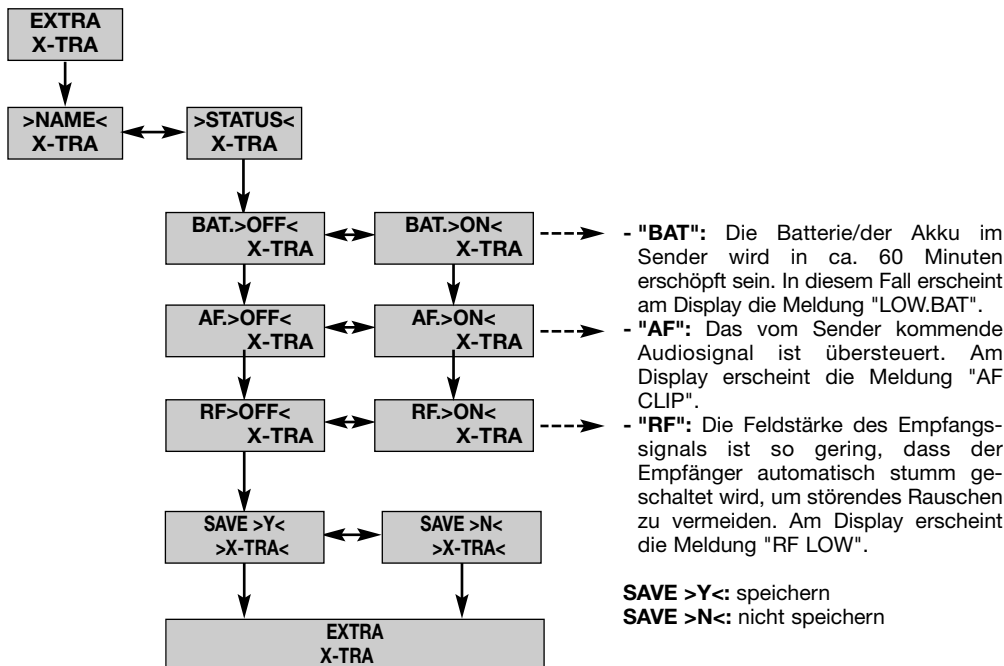 EXTRA
X-TRA
>NAME<
X-TRA
>STATUS<
X-TRA
BAT.>OFF<
X-TRA
BAT.>ON<
X-TRA
AF.>OFF<
X-TRA
AF.>ON<
X-TRA
RF>OFF<
X-TRA
RF.>ON<
X-TRA
SAVE >Y<
>X-TRA<
SAVE >N<
>X-TRA<
EXTRA
X-TRA
- "BAT": Die Batterie/der Akku im
Sender wird in ca. 60 Minuten
erschöpft sein. In diesem Fall erscheint
am Display die Meldung "LOW.BAT".
- "AF": Das vom Sender kommende
Audiosignal ist übersteuert. Am
Display erscheint die Meldung "AF
CLIP".
- "RF": Die Feldstärke des Empfangs-
signals ist so gering, dass der
Empfänger automatisch stumm ge-
schaltet wird, um störendes Rauschen
zu vermeiden. Am Display erscheint
die Meldung "RF LOW".
SAVE >Y<: speichern
SAVE >N<: nicht speichern